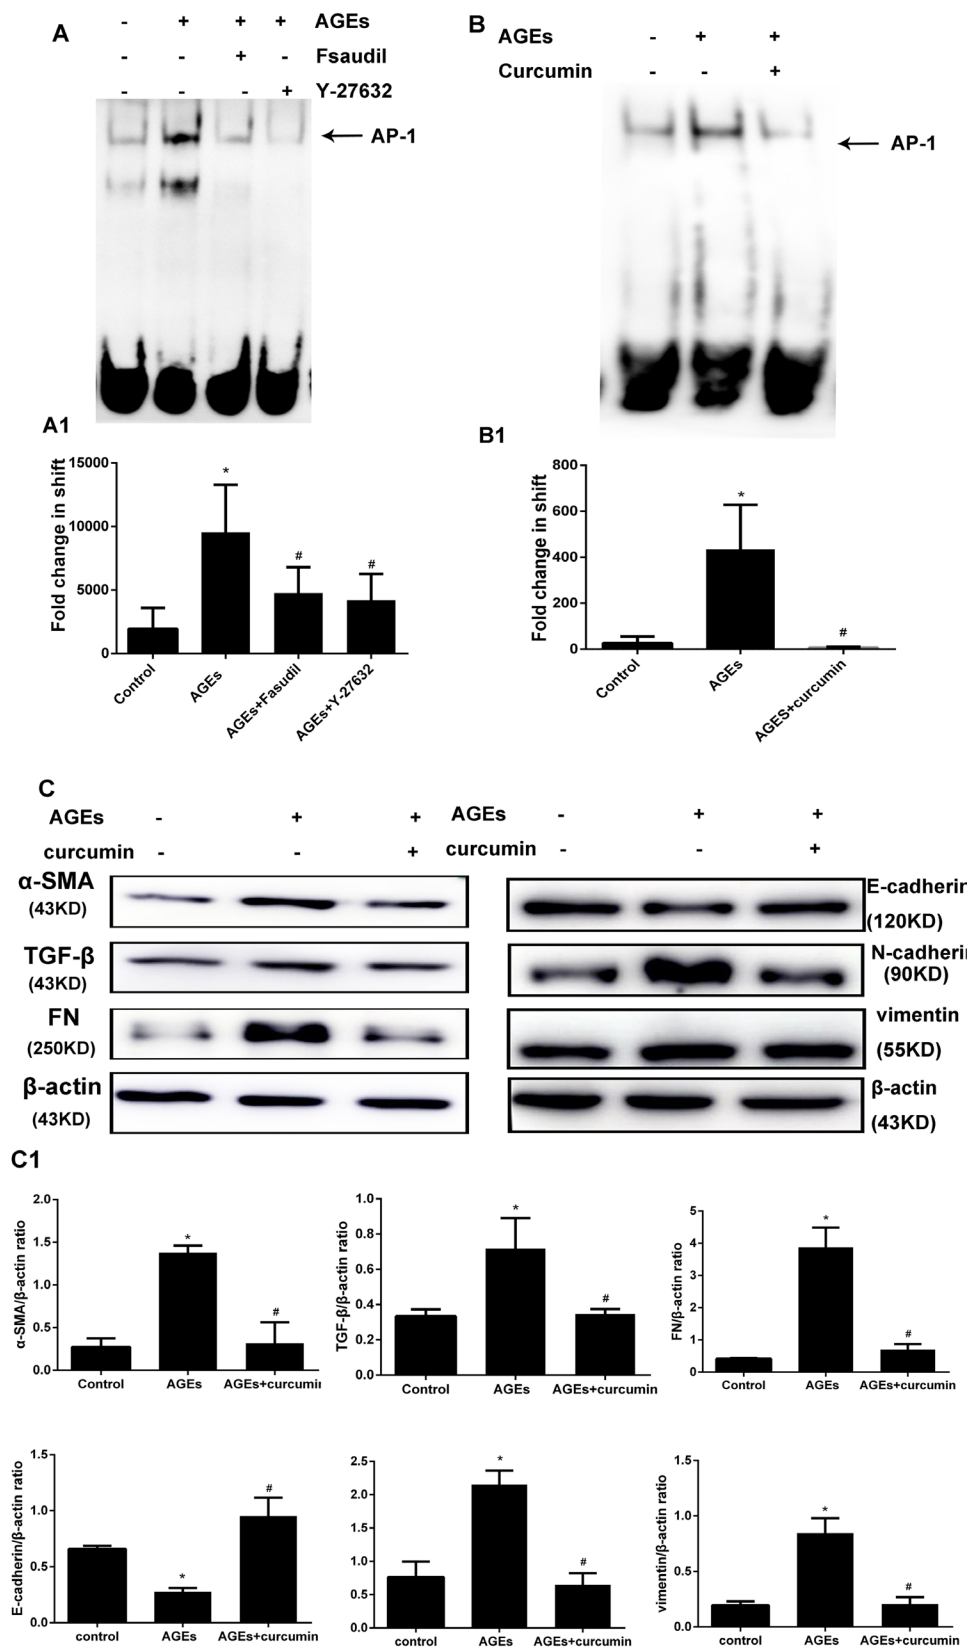 A
- + + + AGEs
- - + Fsaudil
- - - + Y-27632
AP-1
A1
Fold change in shift
15000
10000
5000
0
*
#
#
Control
AGEs
AGEs+Fasudil
AGEs+Y-27632
B
AGEs - + +
Curcumin - - +
AP-1
B1
Fold change in shift
800
600
400
200
0
*
#
Control
AGEs
AGES+curcumin
C
AGEs - + +
curcumin - - +
α-SMA
(43KD)
TGF-β
(43KD)
FN
(250KD)
β-actin
(43KD)
AGEs - + +
curcumin - - +
E-cadherin
(120KD)
N-cadherin
(90KD)
vimentin
(55KD)
β-actin
(43KD)
C1
α-SMA/β-actin ratio
2.0
1.5
1.0
0.5
0.0
*
#
Control AGEs AGEs+curcumin
TGF-β/β-actin ratio
1.0
0.8
0.6
0.4
0.2
0.0
*
#
Control AGEs AGEs+curcumin
FN/β-actin ratio
5
4
3
2
1
0
*
#
Control AGEs AGEs+curcumin
E-cadherin/β-actin ratio
1.5
1.0
0.5
0.0
*
#
control AGEs AGEs+curcumin
2.5
2.0
1.5
1.0
0.5
0.0
*
#
control AGEs AGEs+curcumin
vimentin/β-actin ratio
1.5
1.0
0.5
0.0
*
#
control AGEs AGEs+curcumin